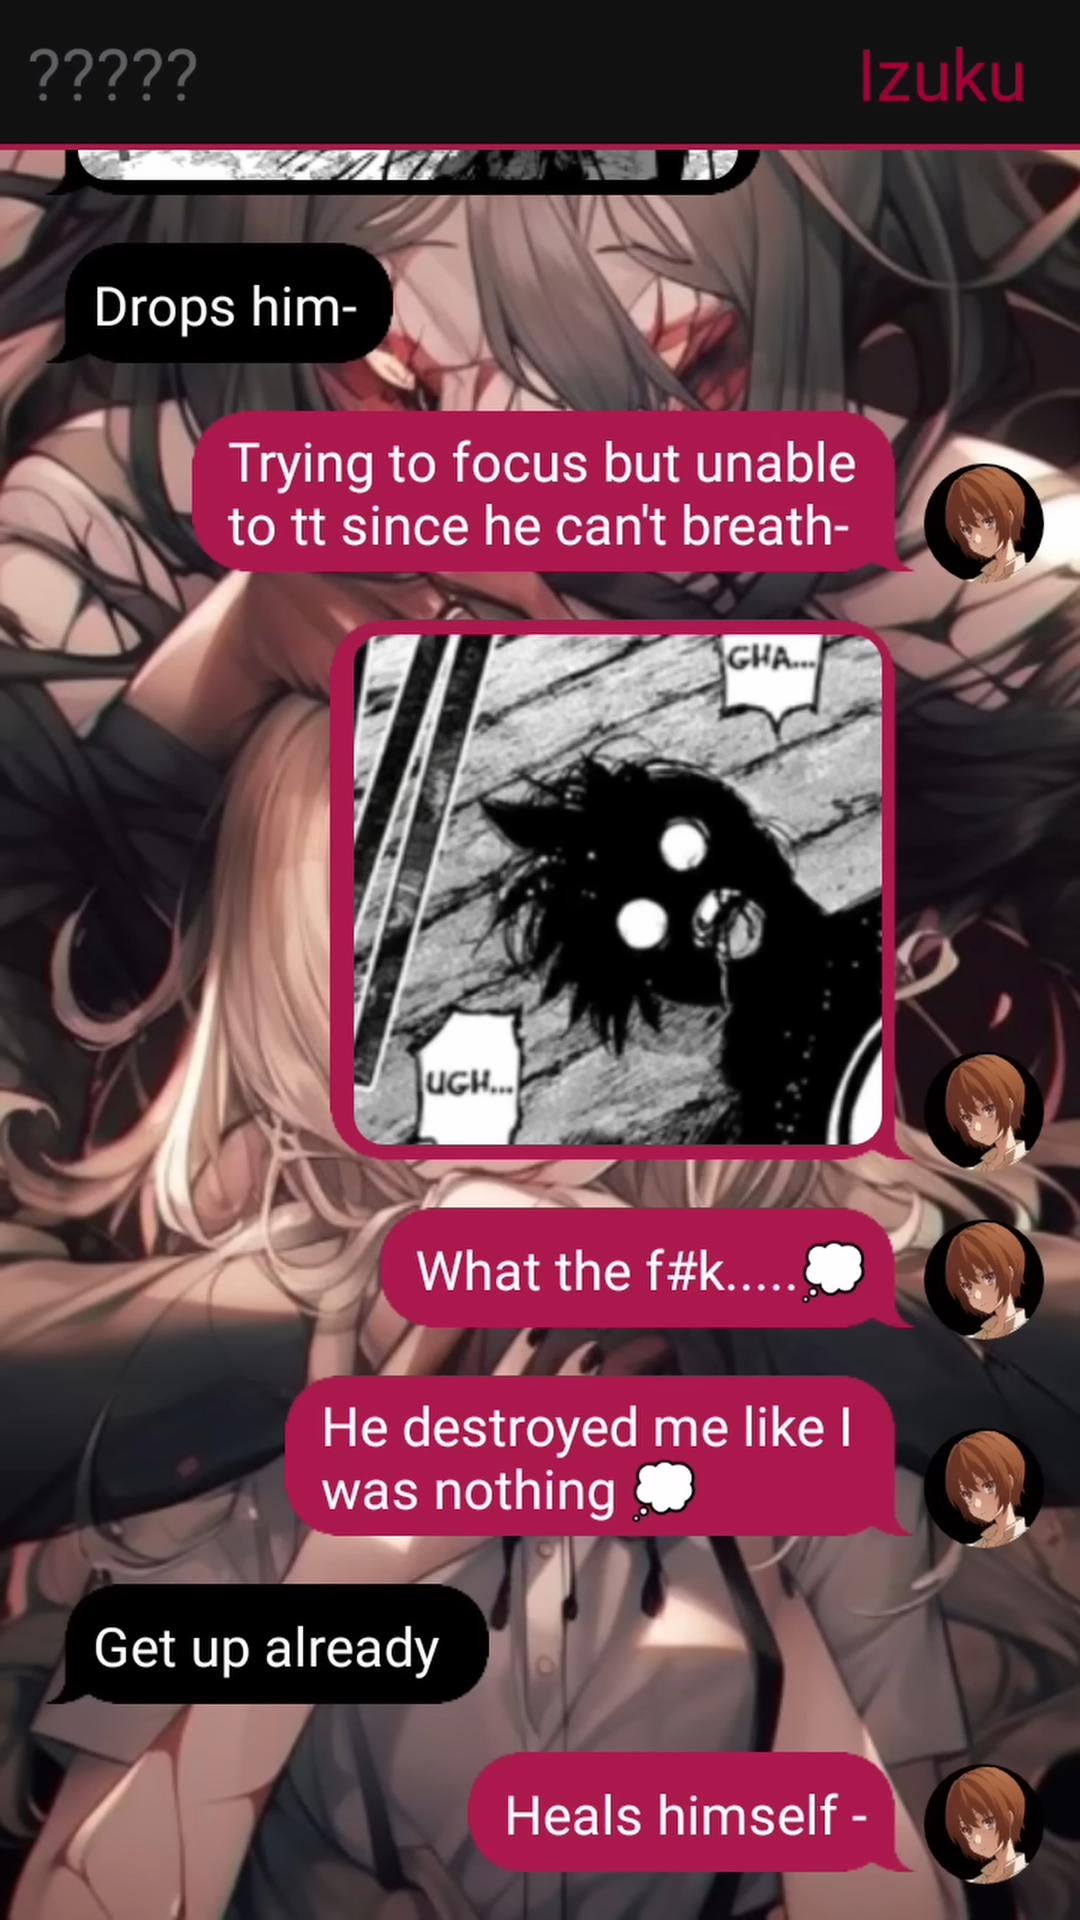 ?????
Izuku
Drops him-
Trying to focus but unable
to tt since he can't breath-
GHA...
UGH...
What the f#k.....💭
He destroyed me like I
was nothing 💭
Get up already
Heals himself -